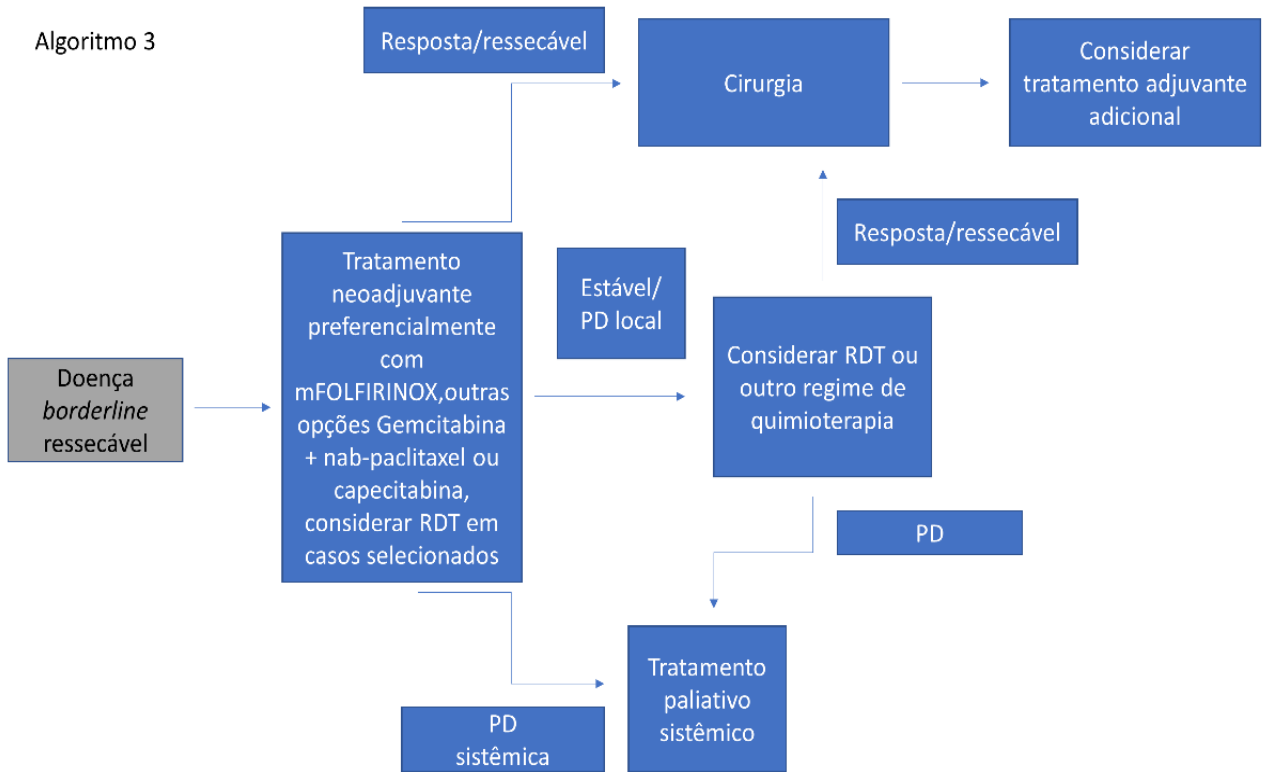 Algoritmo 3
Resposta/ressecável
Cirurgia
Considerar
tratamento adjuvante
adicional
Resposta/ressecável
Tratamento
neoadjuvante
preferencialmente
com
mFOLFIRINOX,outras
opções Gemcitabina
+ nab-paclitaxel ou
capecitabina,
considerar RDT em
casos selecionados
Estável/
PD local
Considerar RDT ou
outro regime de
quimioterapia
Doença
borderline
ressecável
PD
Tratamento
paliativo
sistêmico
PD
sistêmica